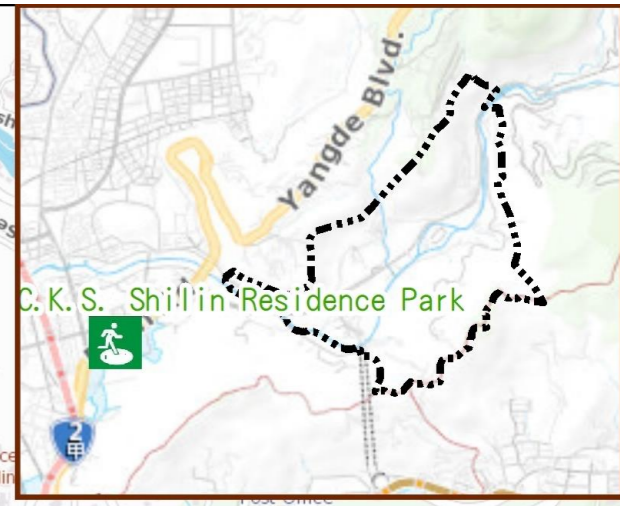 Yangde Blvd.
C.K.S. Shilin Residence Park
2
甲
Post Office